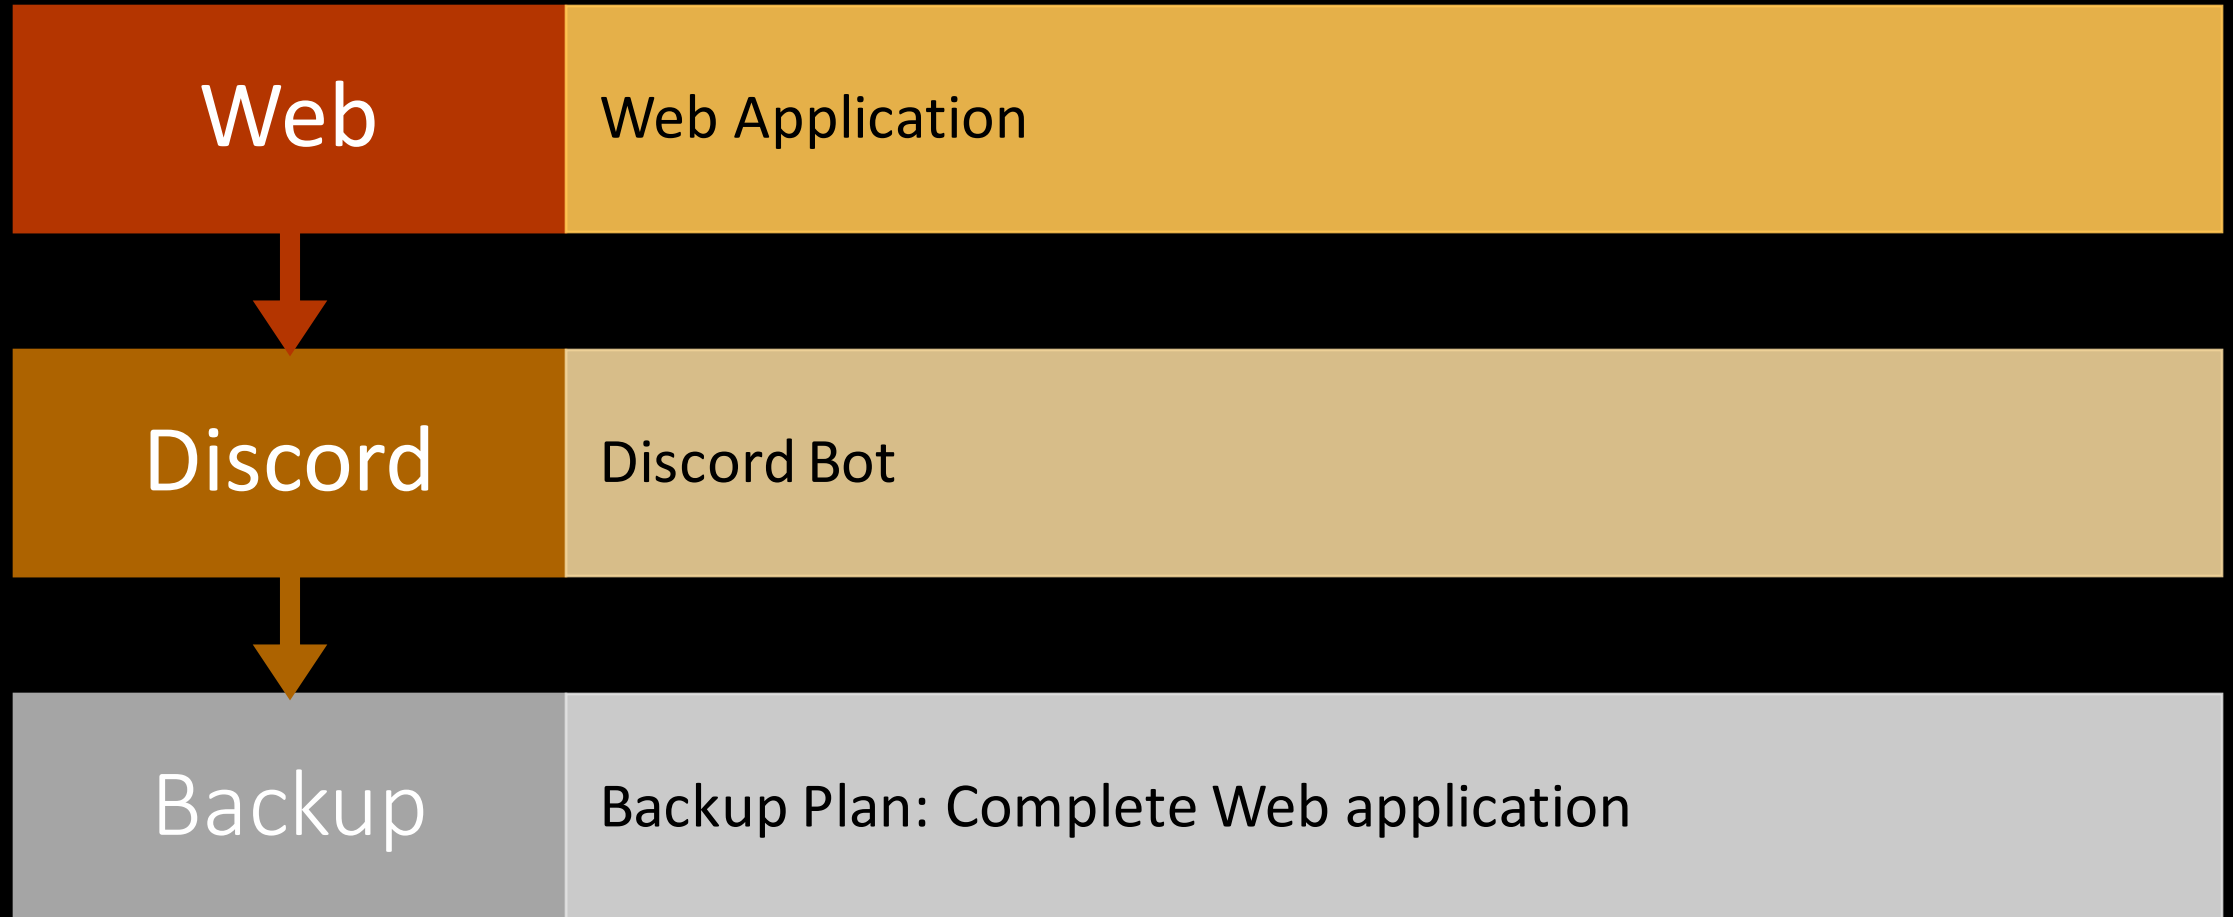 Web
Web Application
Discord
Discord Bot
Backup
Backup Plan: Complete Web application